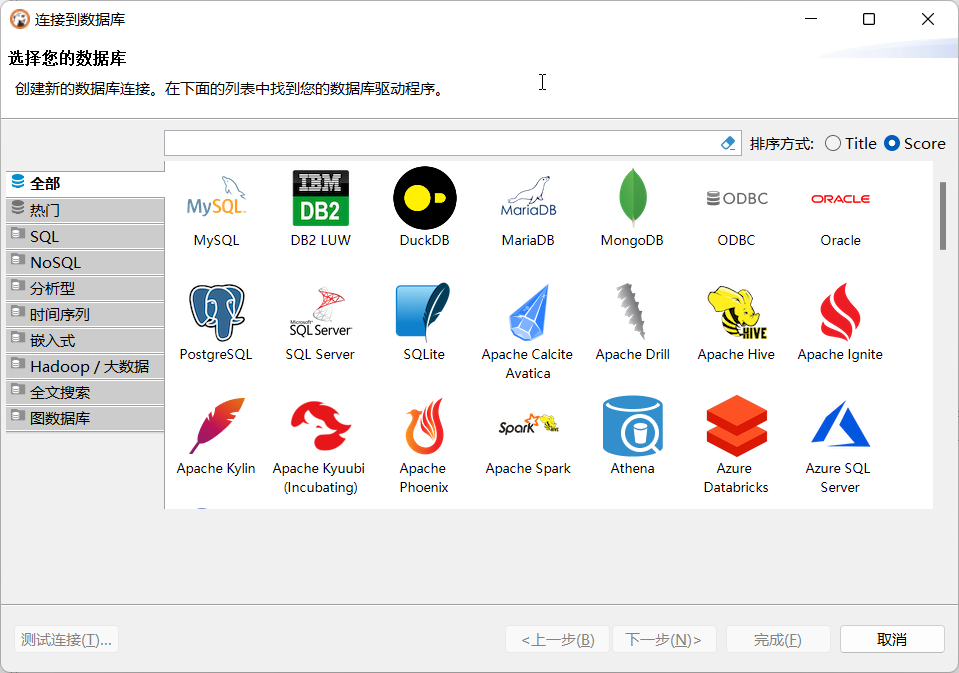 连接到数据库
选择您的数据库
创建新的数据库连接。在下面的列表中找到您的数据库驱动程序。
排序方式: Title Score
全部
热门
SQL
NoSQL
分析型
时间序列
嵌入式
Hadoop / 大数据
全文搜索
图数据库
MySQL
IBM
DB2
MariaDB
ODBC
ORACLE
MySQL DB2 LUW DuckDB MariaDB MongoDB ODBC Oracle
Microsoft
SQL Server
HIVE
PostgreSQL SQL Server SQLite Apache Calcite Apache Drill Apache Hive Apache Ignite
Avatica
Spark HIVE
Apache Kylin Apache Kyuubi Apache Apache Spark Athena Azure Azure SQL
(Incubating) Phoenix Databricks Server
测试连接(T)... <上一步(B) 下一步(N)> 完成(F) 取消